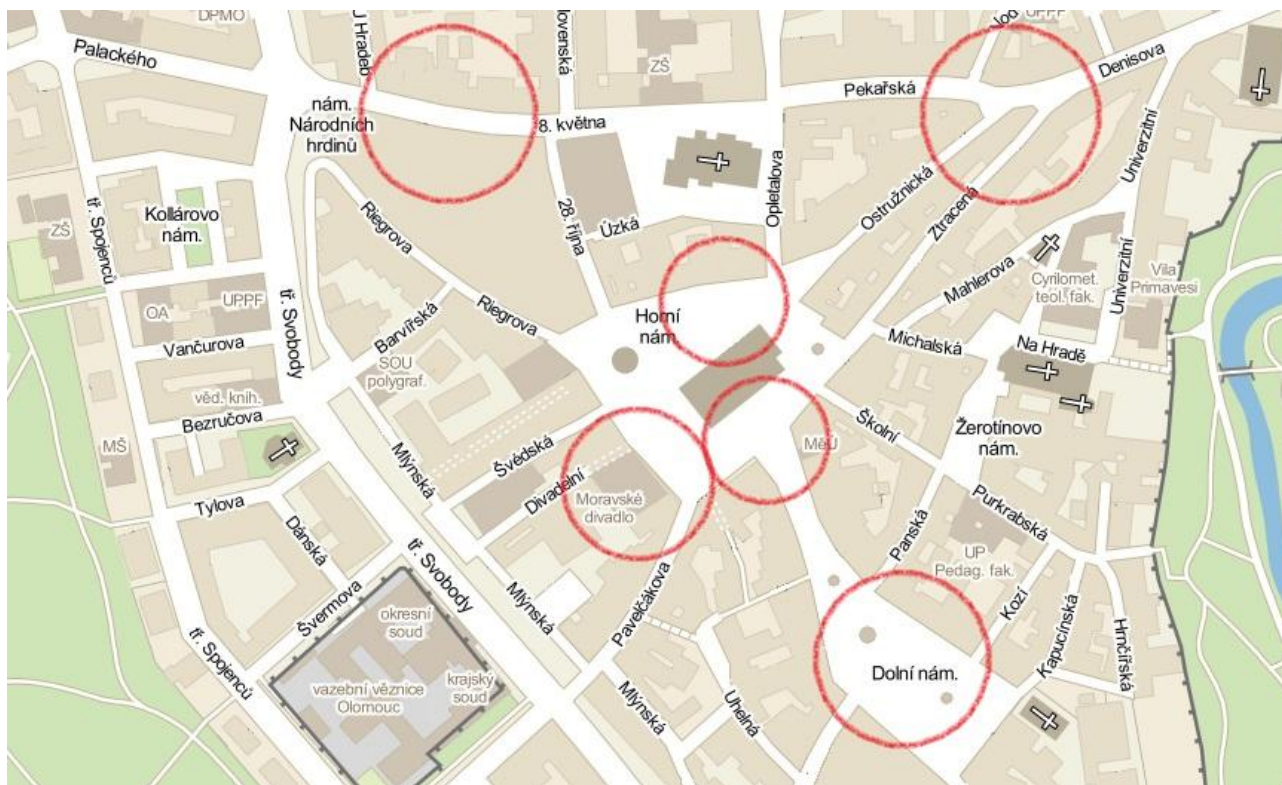 DPMO
Palackého
U Hradeb
lovenská
ZŠ
UPPF
Denisova
Pekařská
nám.
Národních
hrdinů
8. května
Univerzitní
Opletalova
Ostružnická
Ztracená
tř. Spojenců
ZŠ
Kollárovo
nám.
Riegrova
28. října
Úzká
Mahlerova
Cyrilomet.
teol. fak.
Univerzitní
Vila
Primavesi
OA
UPPF
tř. Svobody
Vančurova
Barvířská
Riegrova
Horní
nám.
Michalská
Na Hradě
SOU
polygraf.
věd. knih.
Bezručova
MŠ
Mlýnská
Švédská
Divadelní
Moravské
divadlo
MěÚ
Školní
Žerotínovo
nám.
Tylova
Dánská
Purkrabská
Panská
UP
Pedag. fak.
Švermova
tř. Svobody
Mlýnská
Pavelčákova
Kozí
Kapucínská
Hrnčířská
okresní
soud
tř. Spojenců
vazební věznice
Olomouc
krajský
soud
Dolní nám.
Mlýnská
Uhelná